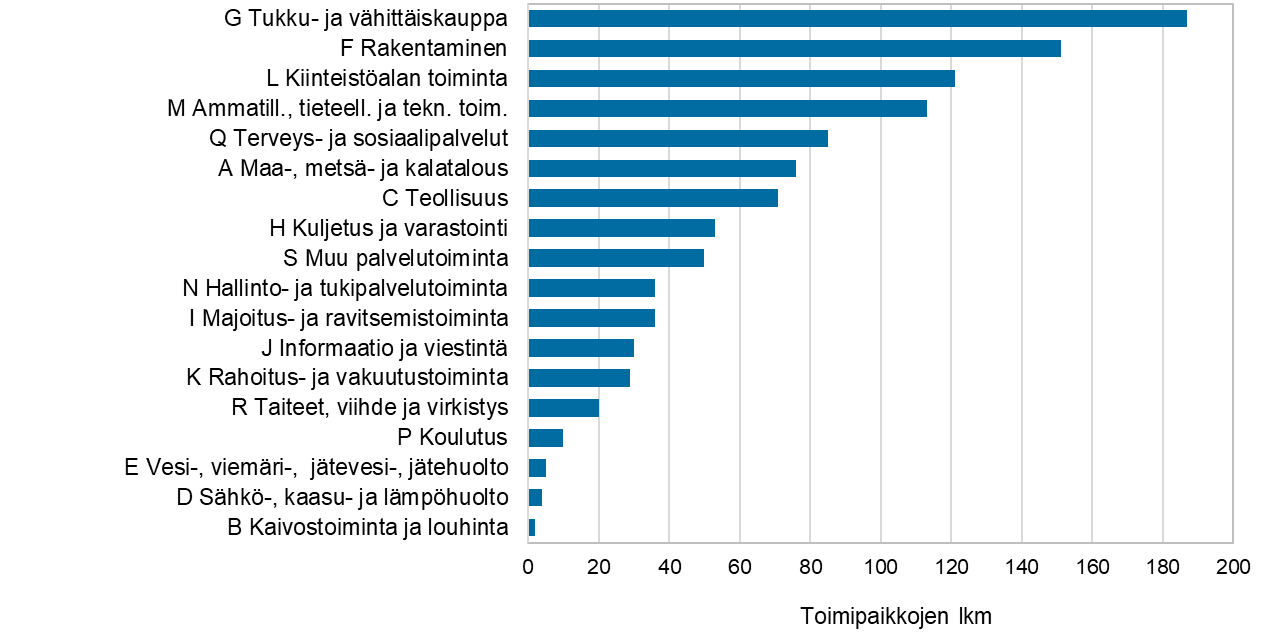 G Tukku- ja vähittäiskauppa
F Rakentaminen
L Kiinteistöalan toiminta
M Ammatill., tieteell. ja tekn. toim.
Q Terveys- ja sosiaalipalvelut
A Maa-, metsä- ja kalatalous
C Teollisuus
H Kuljetus ja varastointi
S Muu palvelutoiminta
N Hallinto- ja tukipalvelutoiminta
I Majoitus- ja ravitsemistoiminta
J Informaatio ja viestintä
K Rahoitus- ja vakuutustoiminta
R Taiteet, viihde ja virkistys
P Koulutus
E Vesi-, viemäri-,  jätevesi-, jätehuolto
D Sähkö-, kaasu- ja lämpöhuolto
B Kaivostoiminta ja louhinta
0 20 40 60 80 100 120 140 160 180 200
Toimipaikkojen lkm